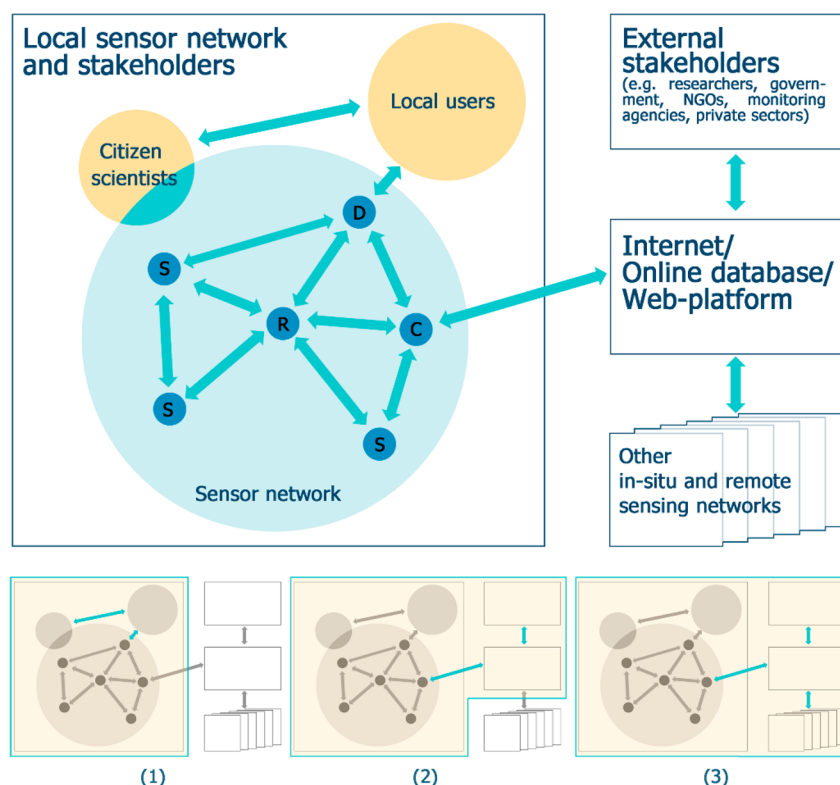 Local sensor network
and stakeholders
Local users
Citizen
scientists
D
S
R
C
S
S
Sensor network
External
stakeholders
(e.g. researchers, govern-
ment, NGOs, monitoring
agencies, private sectors)
Internet/
Online database/
Web-platform
Other
in-situ and remote
sensing networks
(1)
(2)
(3)